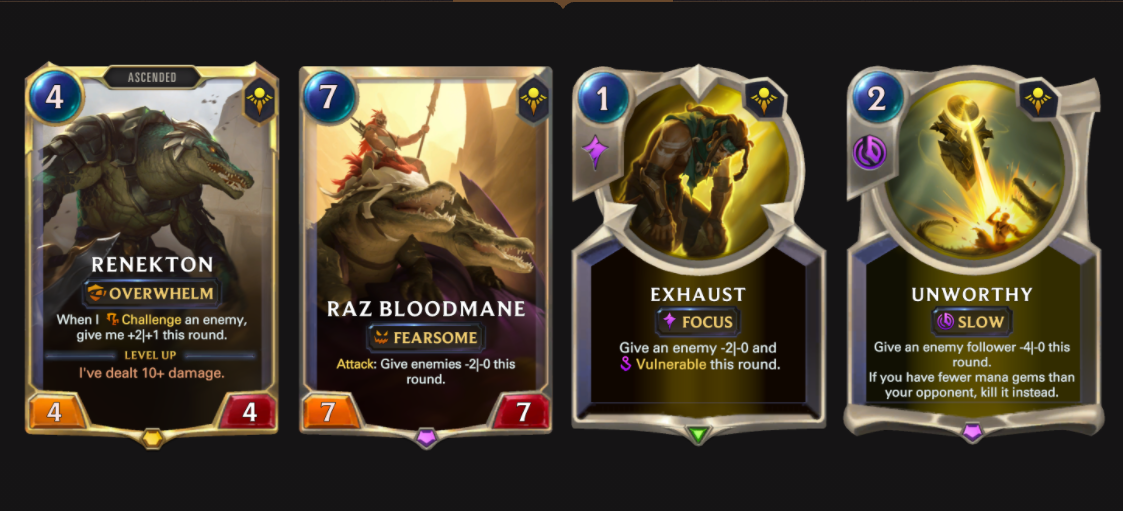 4
ASCENDED
RENEKTON
OVERWHELM
When I Challenge an enemy,
give me +2|+1 this round.
LEVEL UP
I've dealt 10+ damage.
4
4
7
RAZ BLOODMANE
FEARSOME
Attack: Give enemies -2|-0 this
round.
7
7
1
EXHAUST
FOCUS
Give an enemy -2|-0 and
Vulnerable this round.
2
UNWORTHY
SLOW
Give an enemy follower -4|-0 this
round.
If you have fewer mana gems than
your opponent, kill it instead.